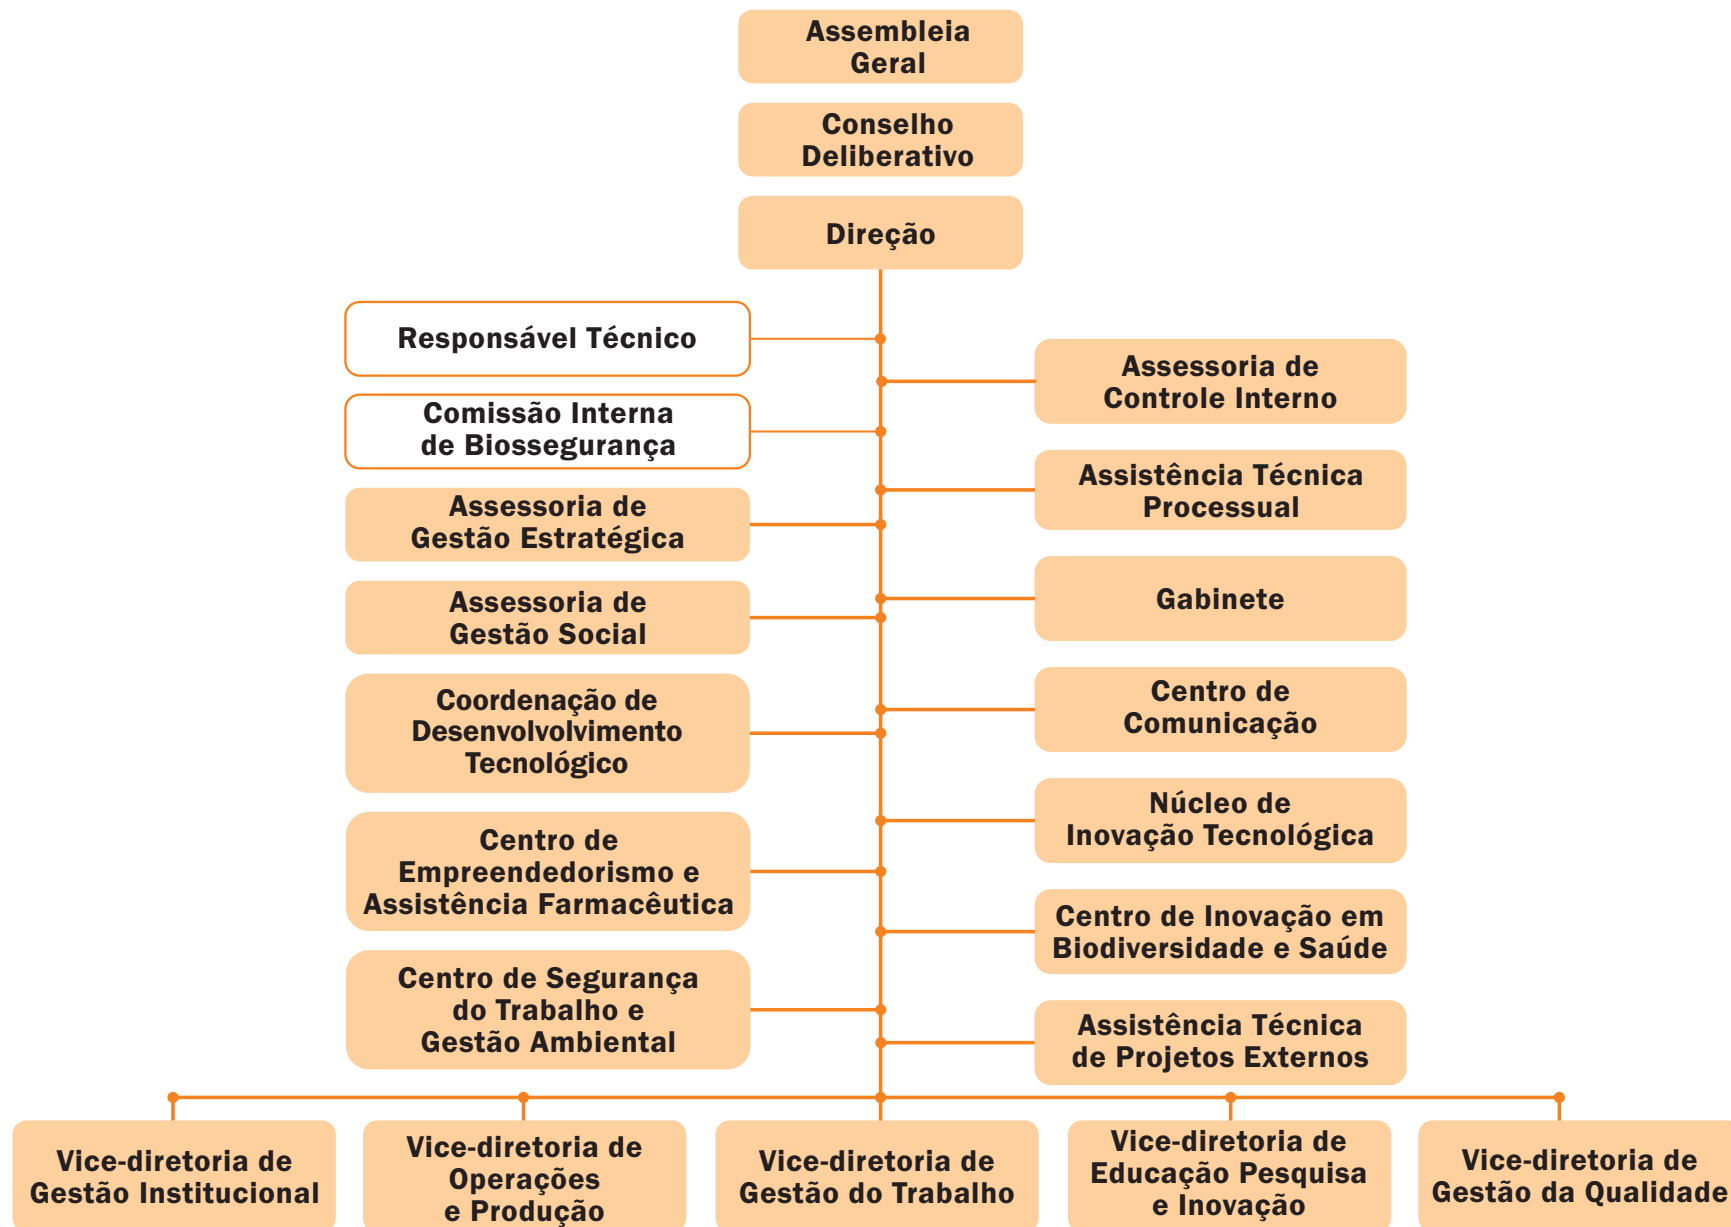 Assembleia
Geral
Conselho
Deliberativo
Direção
Responsável Técnico
Assessoria de
Controle Interno
Comissão Interna
de Biossegurança
Assistência Técnica
Processual
Assessoria de
Gestão Estratégica
Gabinete
Assessoria de
Gestão Social
Centro de
Comunicação
Coordenação de
Desenvolvolvimento
Tecnológico
Núcleo de
Inovação Tecnológica
Centro de
Empreendedorismo e
Assistência Farmacêutica
Centro de Inovação em
Biodiversidade e Saúde
Centro de Segurança
do Trabalho e
Gestão Ambiental
Assistência Técnica
de Projetos Externos
Vice-diretoria de
Gestão Institucional
Vice-diretoria de
Operações
e Produção
Vice-diretoria de
Gestão do Trabalho
Vice-diretoria de
Educação Pesquisa
e Inovação
Vice-diretoria de
Gestão da Qualidade